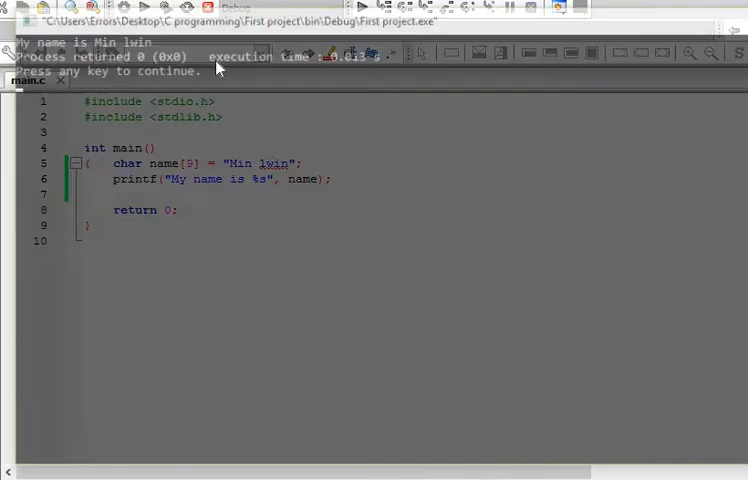 "C:\Users\Errors\Desktop\C programming\First project\bin\Debug\First project.exe"
Debug
My name is Min lwin
Process returned 0 (0x0)   execution time : 0.013 s
Press any key to continue.
main.c
1 #include <stdio.h>
2 #include <stdlib.h>
3
4 int main()
5 {  char name[9] = "Min lwin";
6 printf("My name is %s", name);
7
8 return 0;
9 }
10